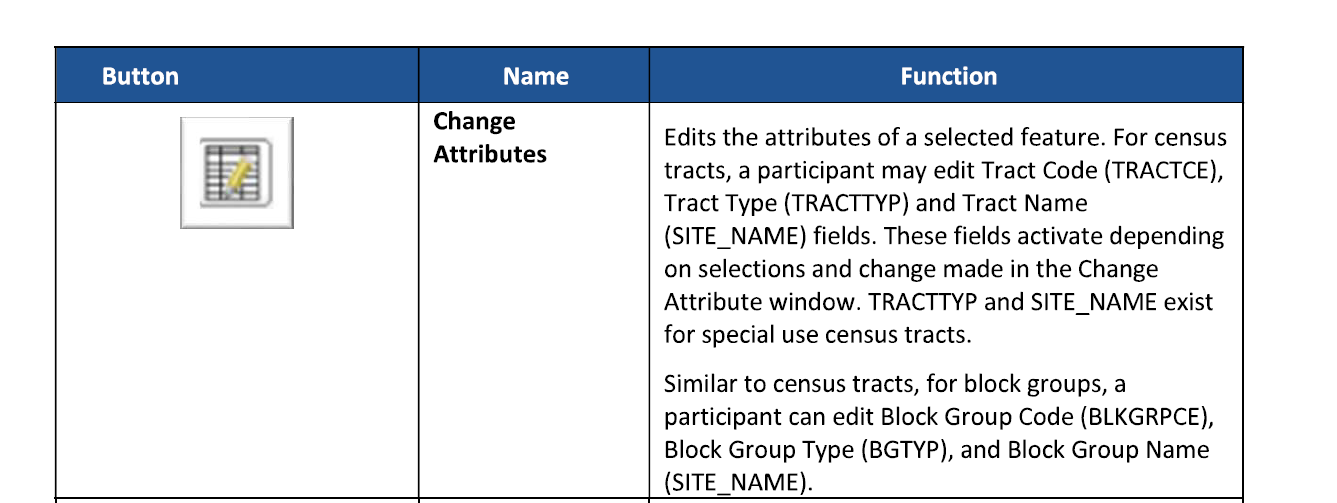 Button Name Function
Change
Attributes
Edits the attributes of a selected feature. For census
tracts, a participant may edit Tract Code (TRACTCE),
Tract Type (TRACTTYP) and Tract Name
(SITE_NAME) fields. These fields activate depending
on selections and change made in the Change
Attribute window. TRACTTYP and SITE_NAME exist
for special use census tracts.
Similar to census tracts, for block groups, a
participant can edit Block Group Code (BLKGRPCE),
Block Group Type (BGTYP), and Block Group Name
(SITE_NAME).